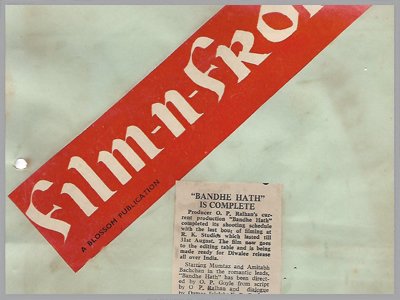 Film-n-Fro
A BLOSSOM PUBLICATION
"BANDHE HATH"
IS COMPLETE
Producer O. P. Ralhan's cur-
rent production "Bandhe Hath"
completed its shooting schedule
with the last bout of filming at
R. K. Studios which lasted till
31st August. The film now goes
to the editing table and is being
made ready for Diwalee release
all over India.
Starring Mumtaz and Amitabh
Bachchan in the romantic leads,
"Bandhe Hath" has been direct-
ed by O. P. Goyle from script
by O. P. Ralhan and dialogue